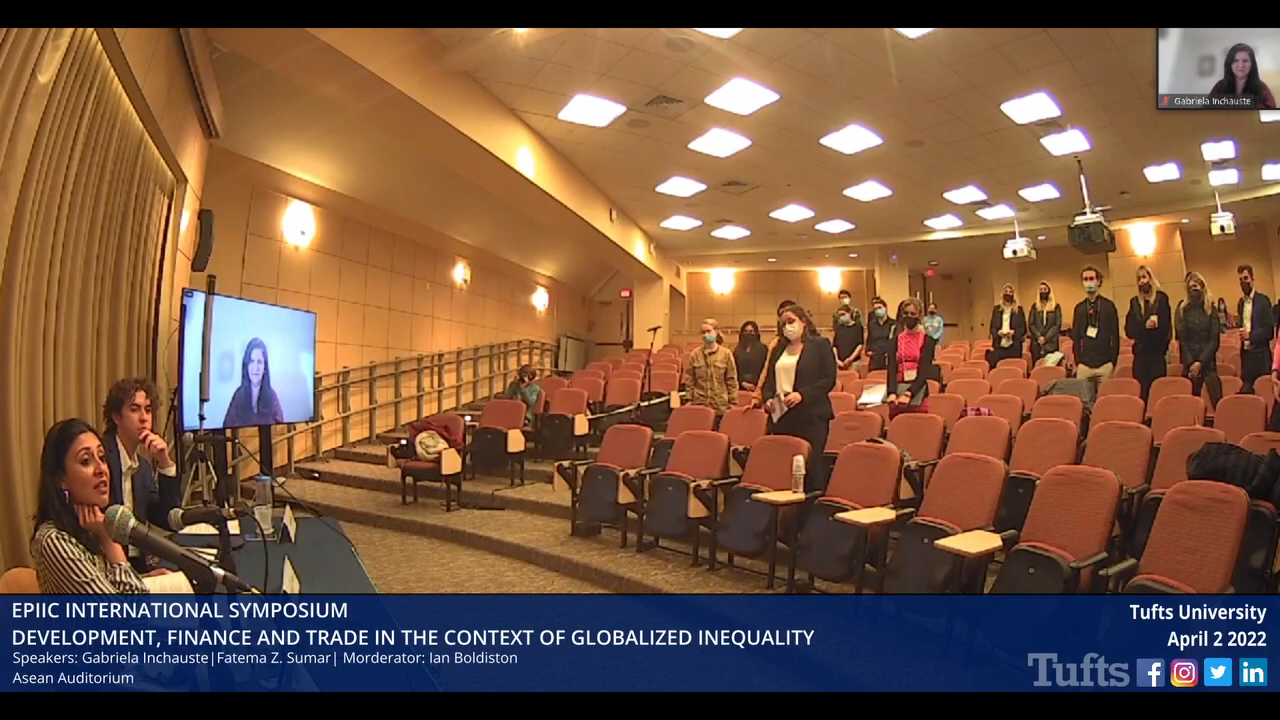 Gabriela Inchauste
EPIIC INTERNATIONAL SYMPOSIUM
DEVELOPMENT, FINANCE AND TRADE IN THE CONTEXT OF GLOBALIZED INEQUALITY
Speakers: Gabriela Inchauste|Fatema Z. Sumar| Morderator: Ian Boldiston
Asean Auditorium
Tufts University
April 2 2022
Tufts